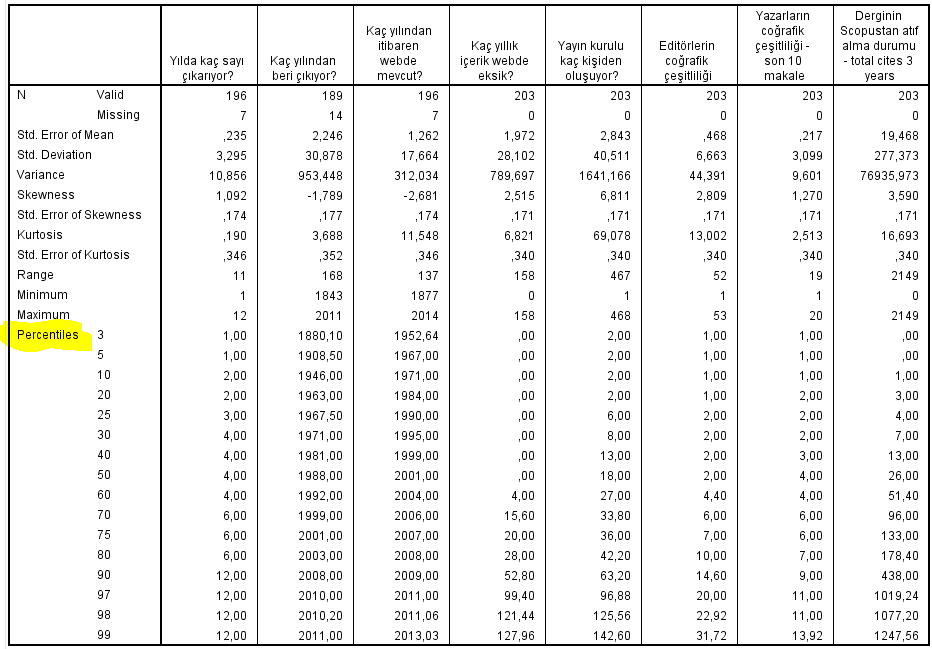 Yılda kaç sayı çıkarıyor? Kaç yılından beri çıkıyor? Kaç yılından itibaren webde mevcut? Kaç yıllık içerik webde eksik? Yayın kurulu kaç kişiden oluşuyor? Editörlerin coğrafik çeşitliliği Yazarların coğrafik çeşitliliği - son 10 makale Derginin Scopustan atıf alma durumu - total cites 3 years
N Valid 196 189 196 203 203 203 203 203
Missing 7 14 7 0 0 0 0 0
Std. Error of Mean ,235 2,246 1,262 1,972 2,843 ,468 ,217 19,468
Std. Deviation 3,295 30,878 17,664 28,102 40,511 6,663 3,099 277,373
Variance 10,856 953,448 312,034 789,697 1641,166 44,391 9,601 76935,973
Skewness 1,092 -1,789 -2,681 2,515 6,811 2,809 1,270 3,590
Std. Error of Skewness ,174 ,177 ,174 ,171 ,171 ,171 ,171 ,171
Kurtosis ,190 3,688 11,548 6,821 69,078 13,002 2,513 16,693
Std. Error of Kurtosis ,346 ,352 ,346 ,340 ,340 ,340 ,340 ,340
Range 11 168 137 158 467 52 19 2149
Minimum 1 1843 1877 0 1 1 1 0
Maximum 12 2011 2014 158 468 53 20 2149
Percentiles 3 1,00 1880,10 1952,64 ,00 2,00 1,00 1,00 ,00
5 1,00 1908,50 1967,00 ,00 2,00 1,00 1,00 ,00
10 2,00 1946,00 1971,00 ,00 2,00 1,00 1,00 1,00
20 2,00 1963,00 1984,00 ,00 2,00 1,00 2,00 3,00
25 3,00 1967,50 1990,00 ,00 6,00 2,00 2,00 4,00
30 4,00 1971,00 1995,00 ,00 8,00 2,00 2,00 7,00
40 4,00 1981,00 1999,00 ,00 13,00 2,00 3,00 13,00
50 4,00 1988,00 2001,00 ,00 18,00 2,00 4,00 26,00
60 4,00 1992,00 2004,00 4,00 27,00 4,40 4,00 51,40
70 6,00 1999,00 2006,00 15,60 33,80 6,00 6,00 96,00
75 6,00 2001,00 2007,00 20,00 36,00 7,00 6,00 133,00
80 6,00 2003,00 2008,00 28,00 42,20 10,00 7,00 178,40
90 12,00 2008,00 2009,00 52,80 63,20 14,60 9,00 438,00
97 12,00 2010,00 2011,00 99,40 96,88 20,00 11,00 1019,24
98 12,00 2010,20 2011,06 121,44 125,56 22,92 11,00 1077,20
99 12,00 2011,00 2013,03 127,96 142,60 31,72 13,92 1247,56